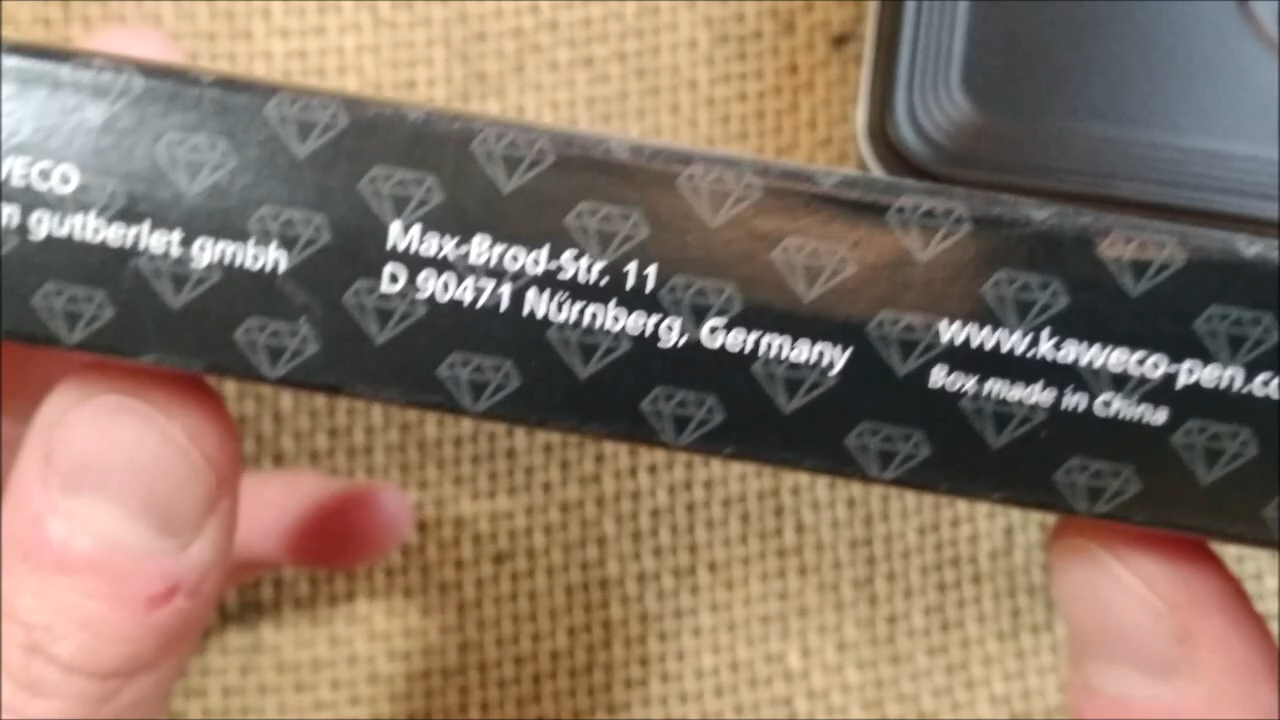 WECO
m gutberlet gmbh
Max-Brod-Str. 11
D 90471 Nürnberg, Germany
www.kaweco-pen.co
Box made in China